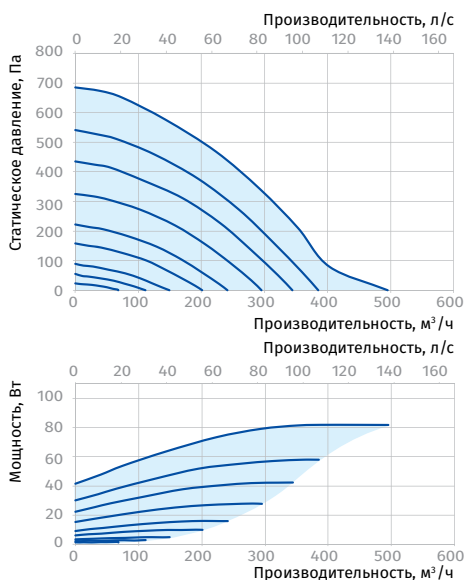 Производительность, л/с
0 20 40 60 80 100 120 140 160
Статическое давление, Па
800
700
600
500
400
300
200
100
0
0 100 200 300 400 500 600
Производительность, м³/ч
Производительность, л/с
0 20 40 60 80 100 120 140 160
Мощность, Вт
100
80
60
40
20
0
0 100 200 300 400 500 600
Производительность, м³/ч